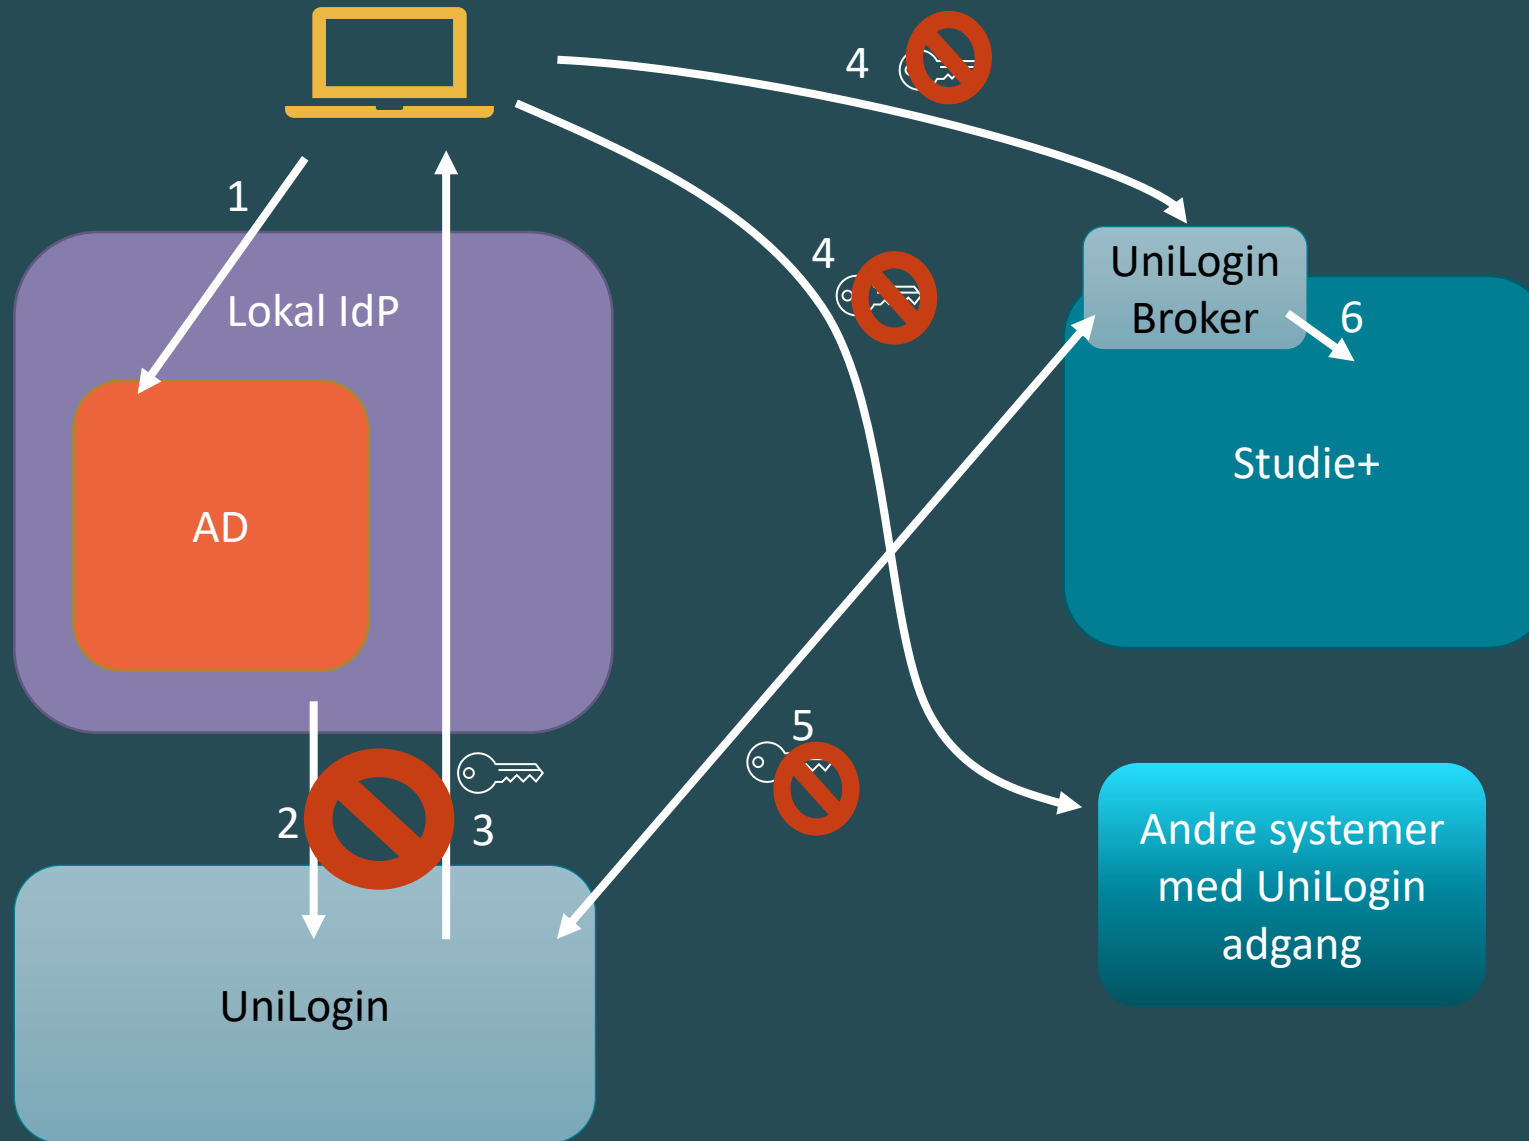 4
1
4
UniLogin
Broker
Lokal IdP
6
Studie+
AD
5
2
3
Andre systemer
med UniLogin
adgang
UniLogin